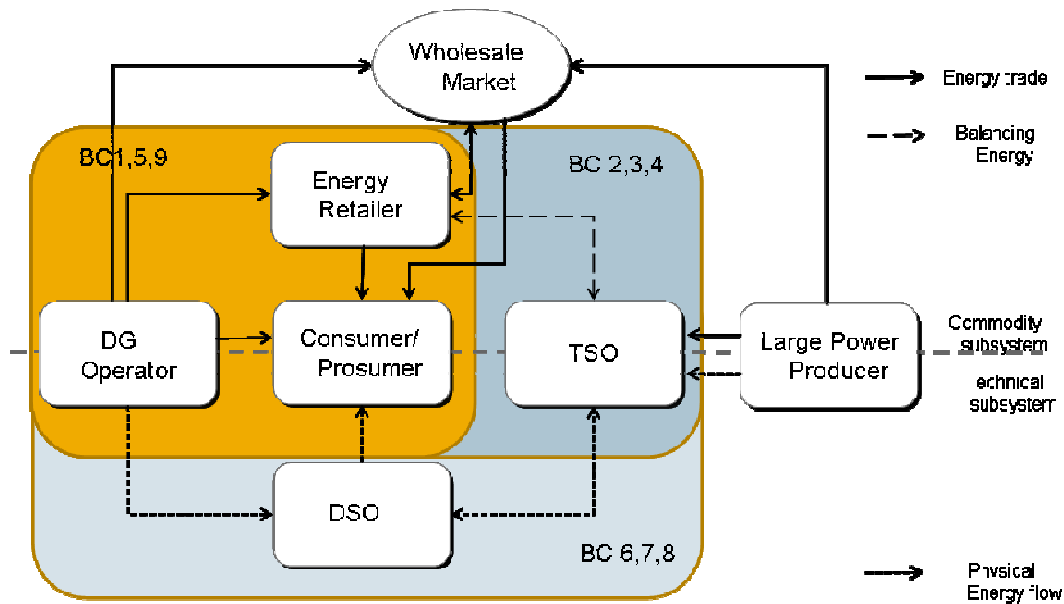 Wholesale
Market
Energy trade
Balancing
Energy
BC1,5,9
BC 2,3,4
Energy
Retailer
DG
Operator
Consumer/
Prosumer
TSO
Large Power
Producer
Commodity
subsystem
echnical
subsystem
DSO
BC 6,7,8
Physical
Energy flow